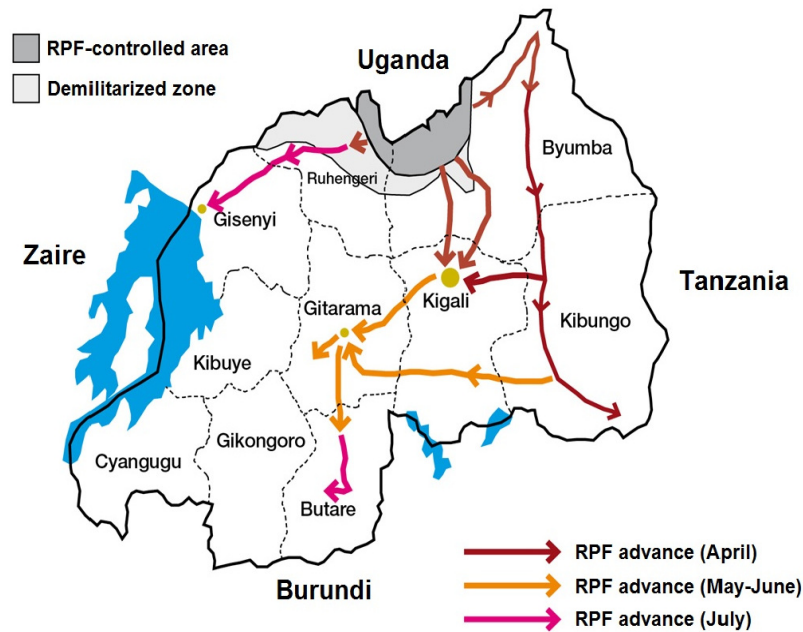 RPF-controlled area
Demilitarized zone
Uganda
Byumba
Ruhengeri
Gisenyi
Zaire
Tanzania
Kigali
Gitarama
Kibungo
Kibuye
Gikongoro
Cyangugu
Butare
Burundi
RPF advance (April)
RPF advance (May-June)
RPF advance (July)